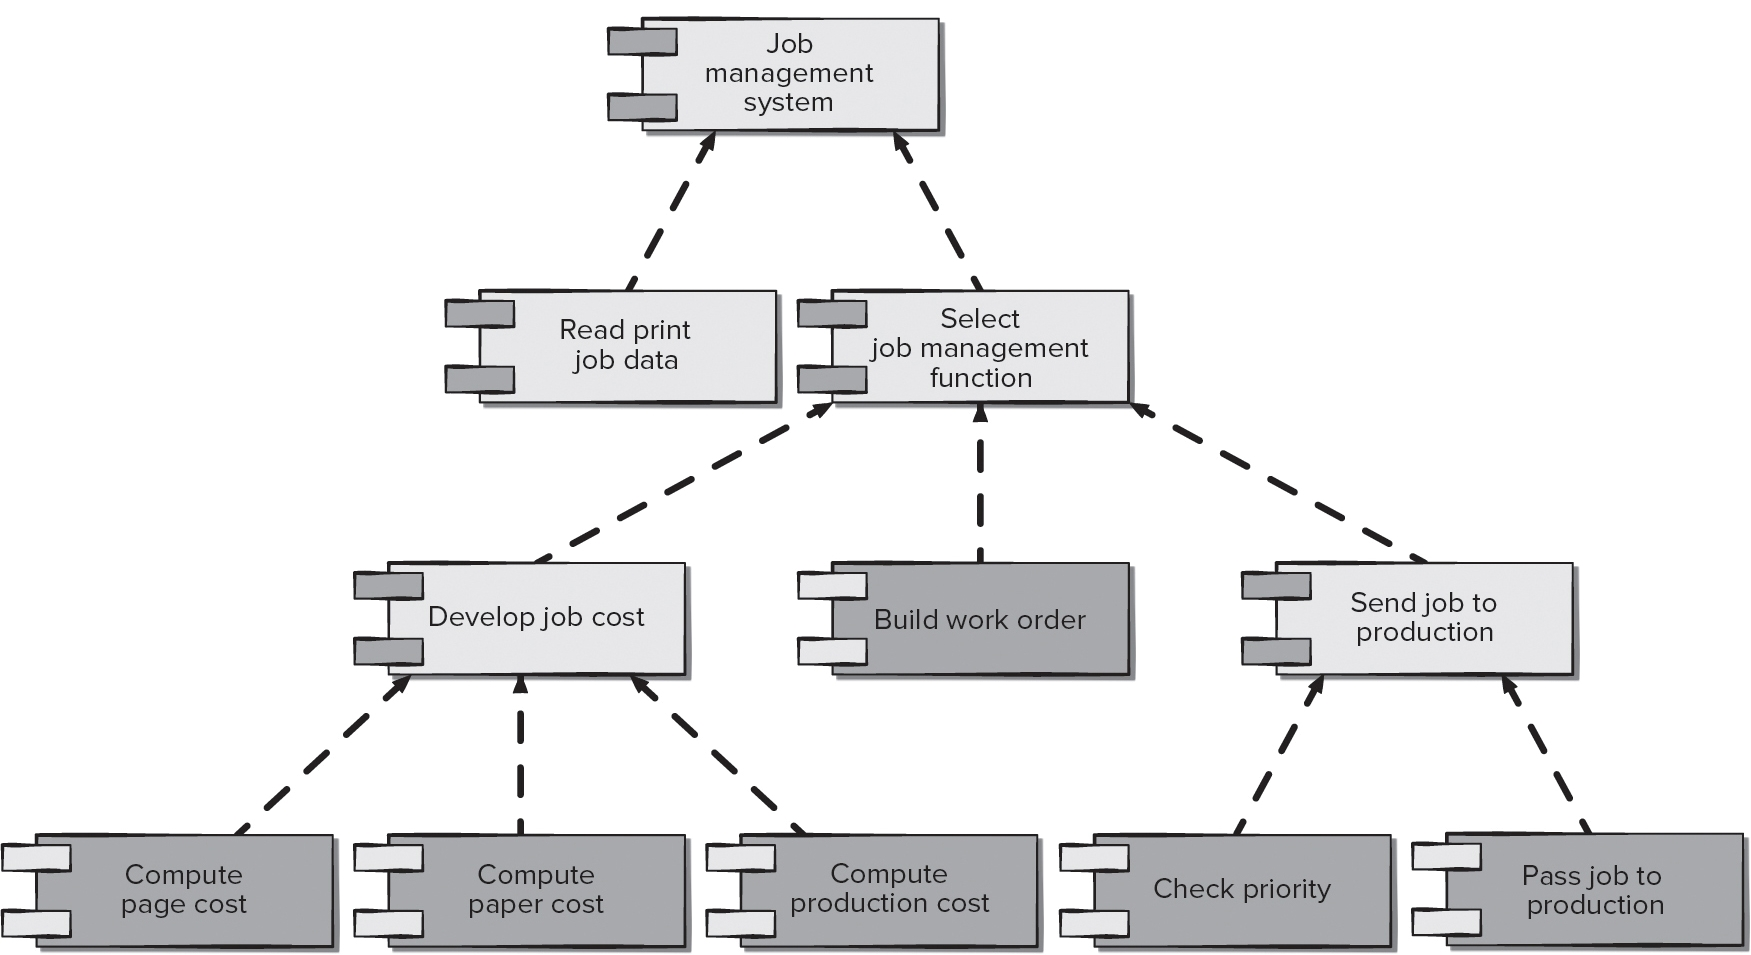 Job
management
system
Read print
job data
Select
job management
function
Develop job cost
Build work order
Send job to
production
Compute
page cost
Compute
paper cost
Compute
production cost
Check priority
Pass job to
production